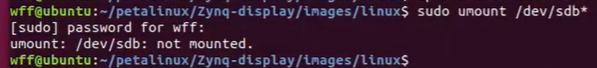 wff@ubuntu:~/petalinux/Zynq-display/images/linux$ sudo umount /dev/sdb*
[sudo] password for wff:
umount: /dev/sdb: not mounted.
wff@ubuntu:~/petalinux/Zynq-display/images/linux$